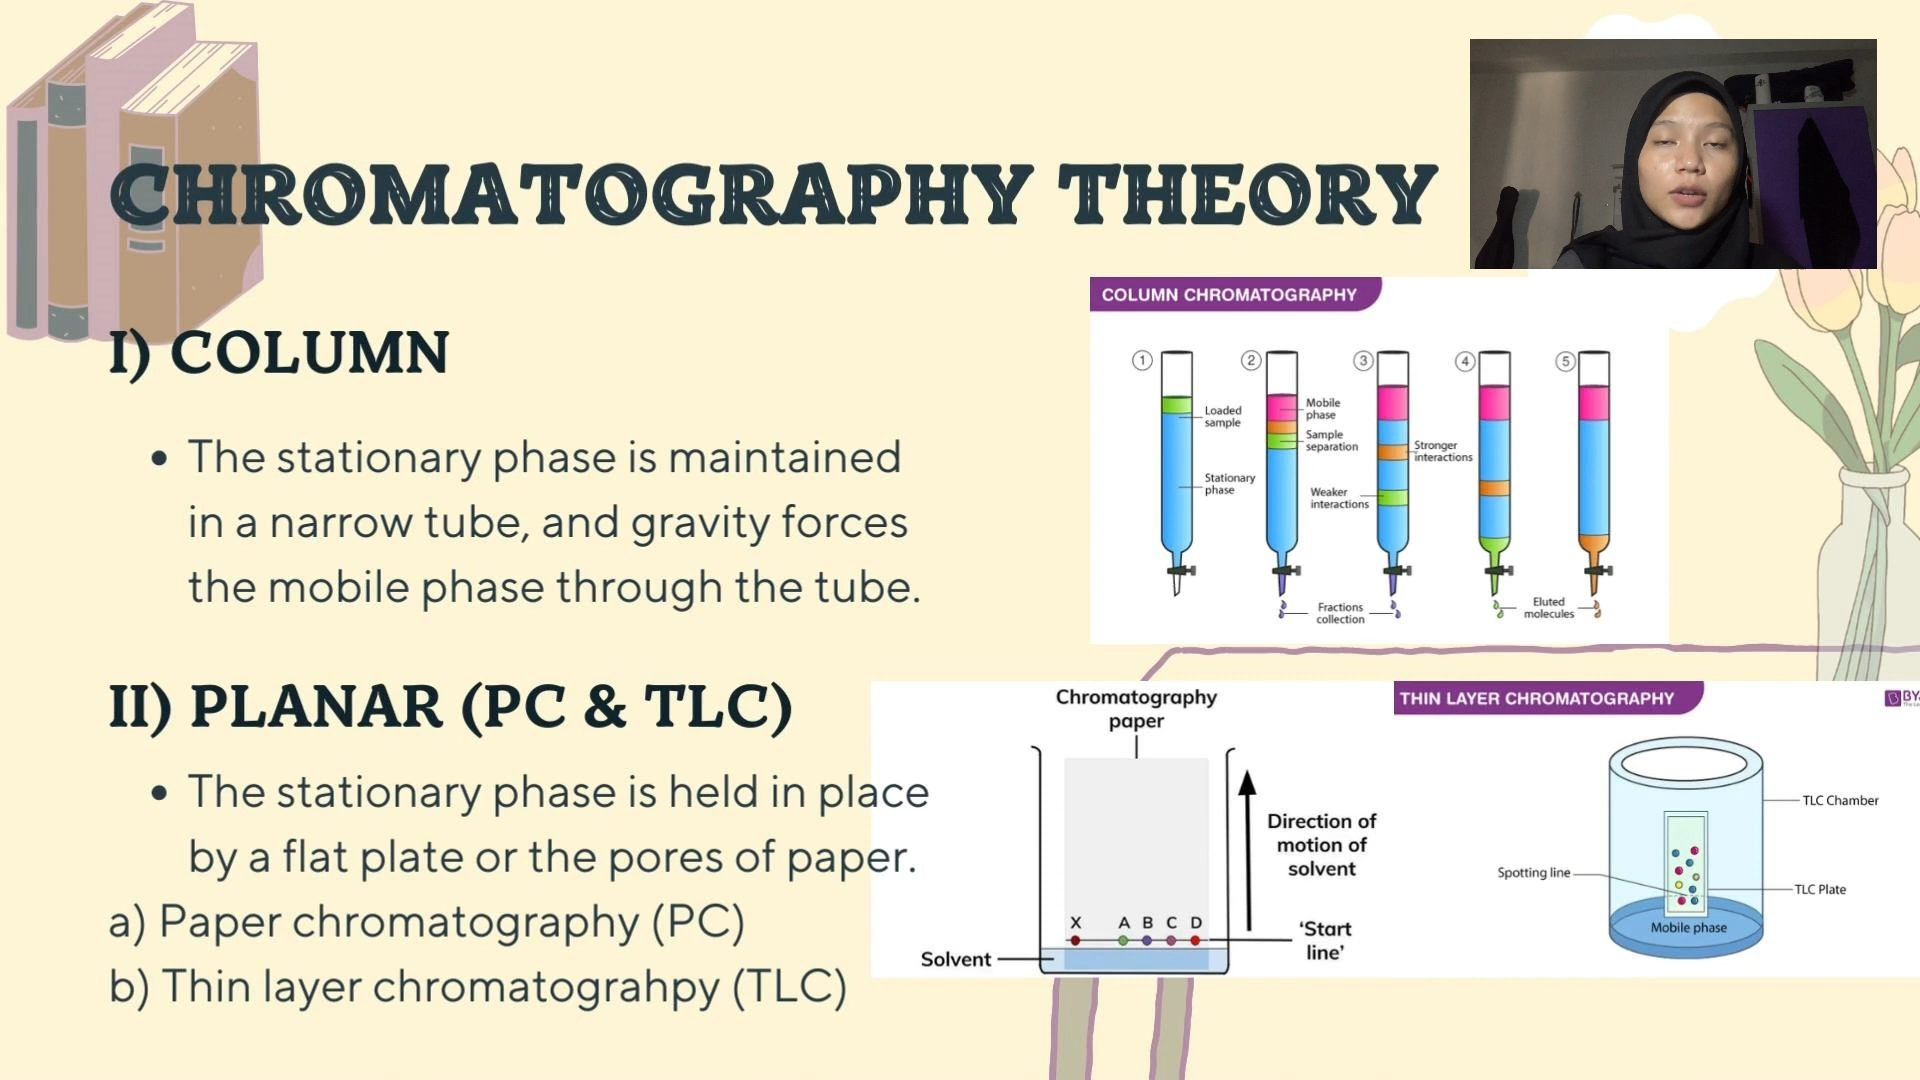 CHROMATOGRAPHY THEORY
I) COLUMN
• The stationary phase is maintained
in a narrow tube, and gravity forces
the mobile phase through the tube.
II) PLANAR (PC & TLC)
• The stationary phase is held in place
by a flat plate or the pores of paper.
a) Paper chromatography (PC)
b) Thin layer chromatograhpy (TLC)
COLUMN CHROMATOGRAPHY
1
2
3
4
5
Loaded
sample
Stationary
phase
Mobile
phase
Sample
separation
Stronger
interactions
Weaker
interactions
Fractions
collection
Eluted
molecules
Chromatography
paper
X A B C D
Direction of
motion of
solvent
'Start
line'
Solvent
THIN LAYER CHROMATOGRAPHY
TLC Chamber
Spotting line
TLC Plate
Mobile phase